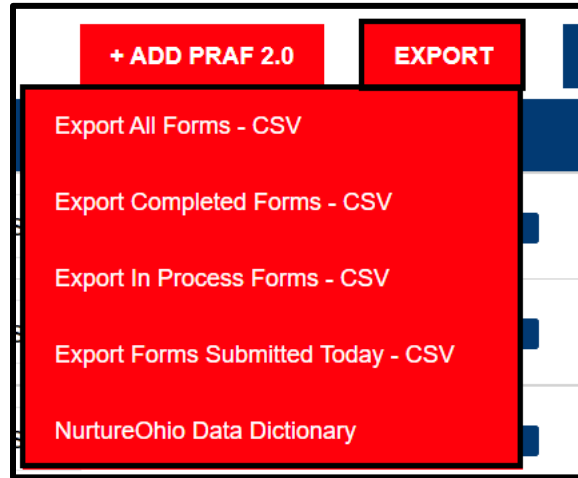 + ADD PRAF 2.0 EXPORT
Export All Forms - CSV
Export Completed Forms - CSV
Export In Process Forms - CSV
Export Forms Submitted Today - CSV
NurtureOhio Data Dictionary